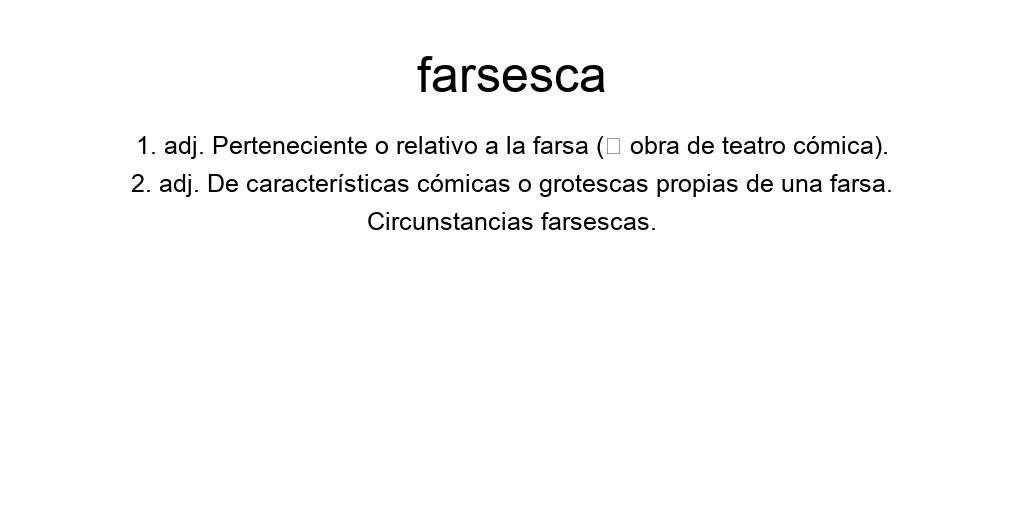 farsesca
1. adj. Perteneciente o relativo a la farsa (□ obra de teatro cómica).
2. adj. De características cómicas o grotescas propias de una farsa.
Circunstancias farsescas.